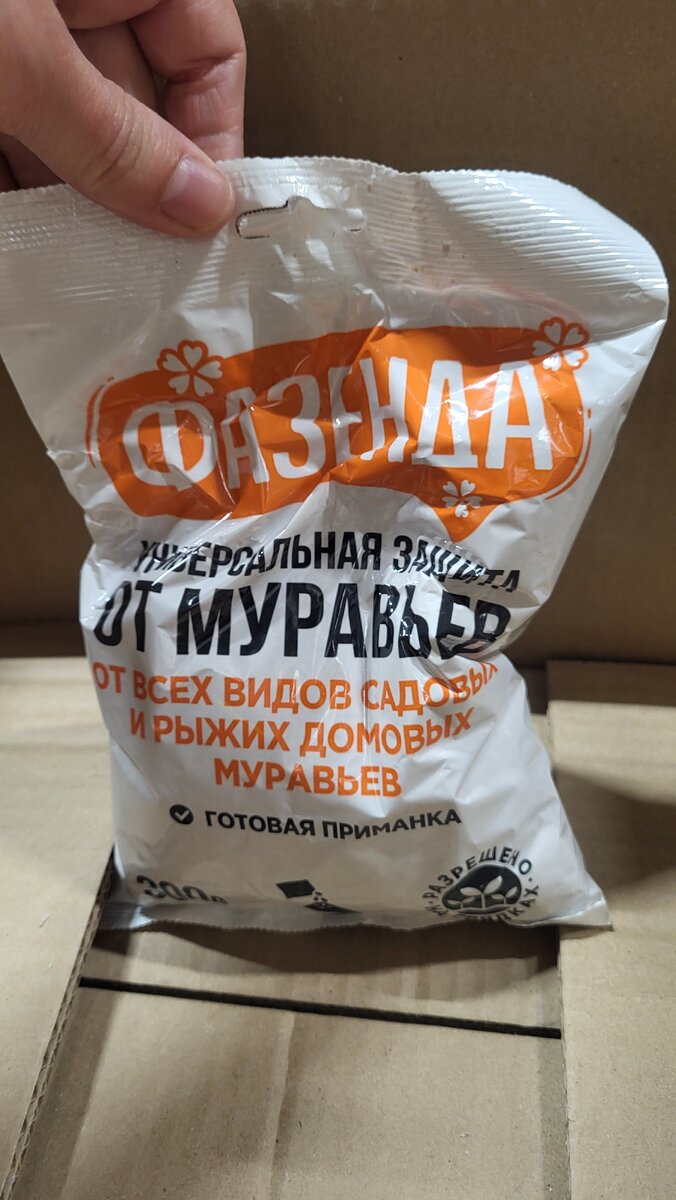 ФАЗЕНДА
УНИВЕРСАЛЬНАЯ ЗАЩИТА
ОТ МУРАВЬЕВ
ОТ ВСЕХ ВИДОВ САДОВЫХ
И РЫЖИХ ДОМОВЫХ
МУРАВЬЕВ
ГОТОВАЯ ПРИМАНКА
300г
РАЗРЕШЕНО